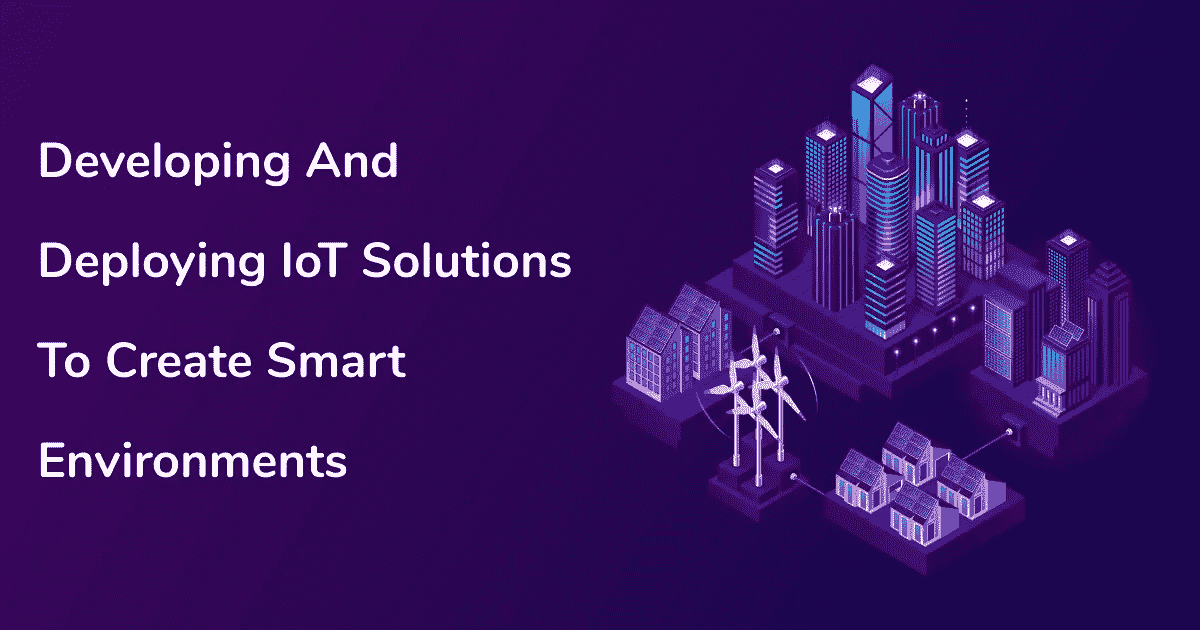 Developing And
Deploying IoT Solutions
To Create Smart
Environments